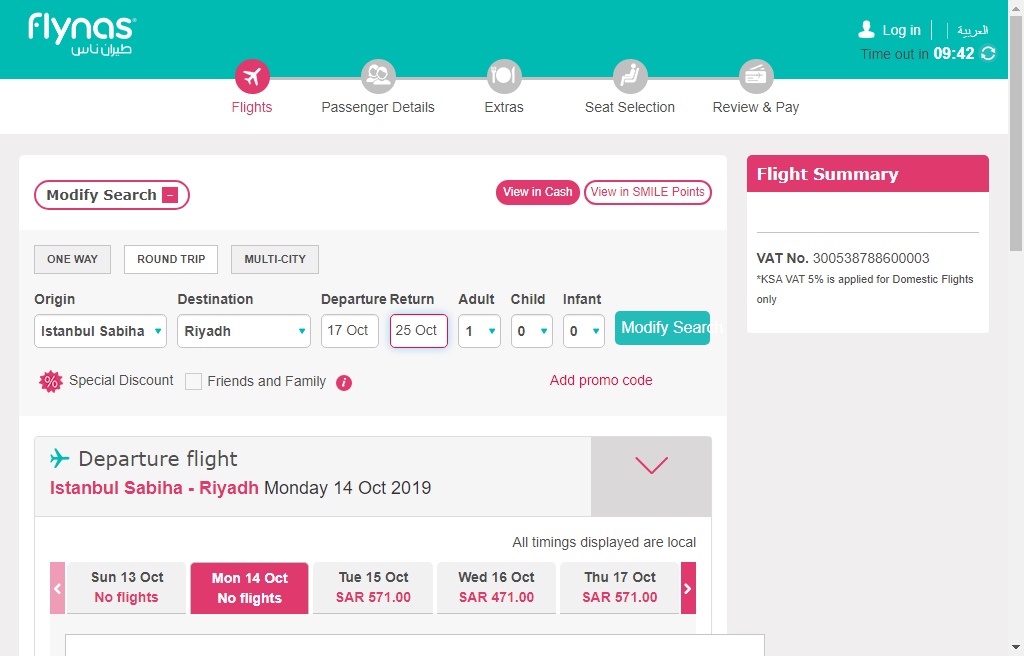 flynas
طيران ناس
Log in
العربية
Time out in 09:42
Flights
Passenger Details
Extras
Seat Selection
Review & Pay
Modify Search
View in Cash
View in SMILE Points
Flight Summary
VAT No. 300538788600003
*KSA VAT 5% is applied for Domestic Flights
only
ONE WAY
ROUND TRIP
MULTI-CITY
Origin
Destination
Departure
Return
Adult
Child
Infant
Istanbul Sabiha
Riyadh
17 Oct
25 Oct
1
0
0
Modify Search
Special Discount
Friends and Family
i
Add promo code
Departure flight
Istanbul Sabiha - Riyadh Monday 14 Oct 2019
All timings displayed are local
Sun 13 Oct
No flights
Mon 14 Oct
No flights
Tue 15 Oct
SAR 571.00
Wed 16 Oct
SAR 471.00
Thu 17 Oct
SAR 571.00